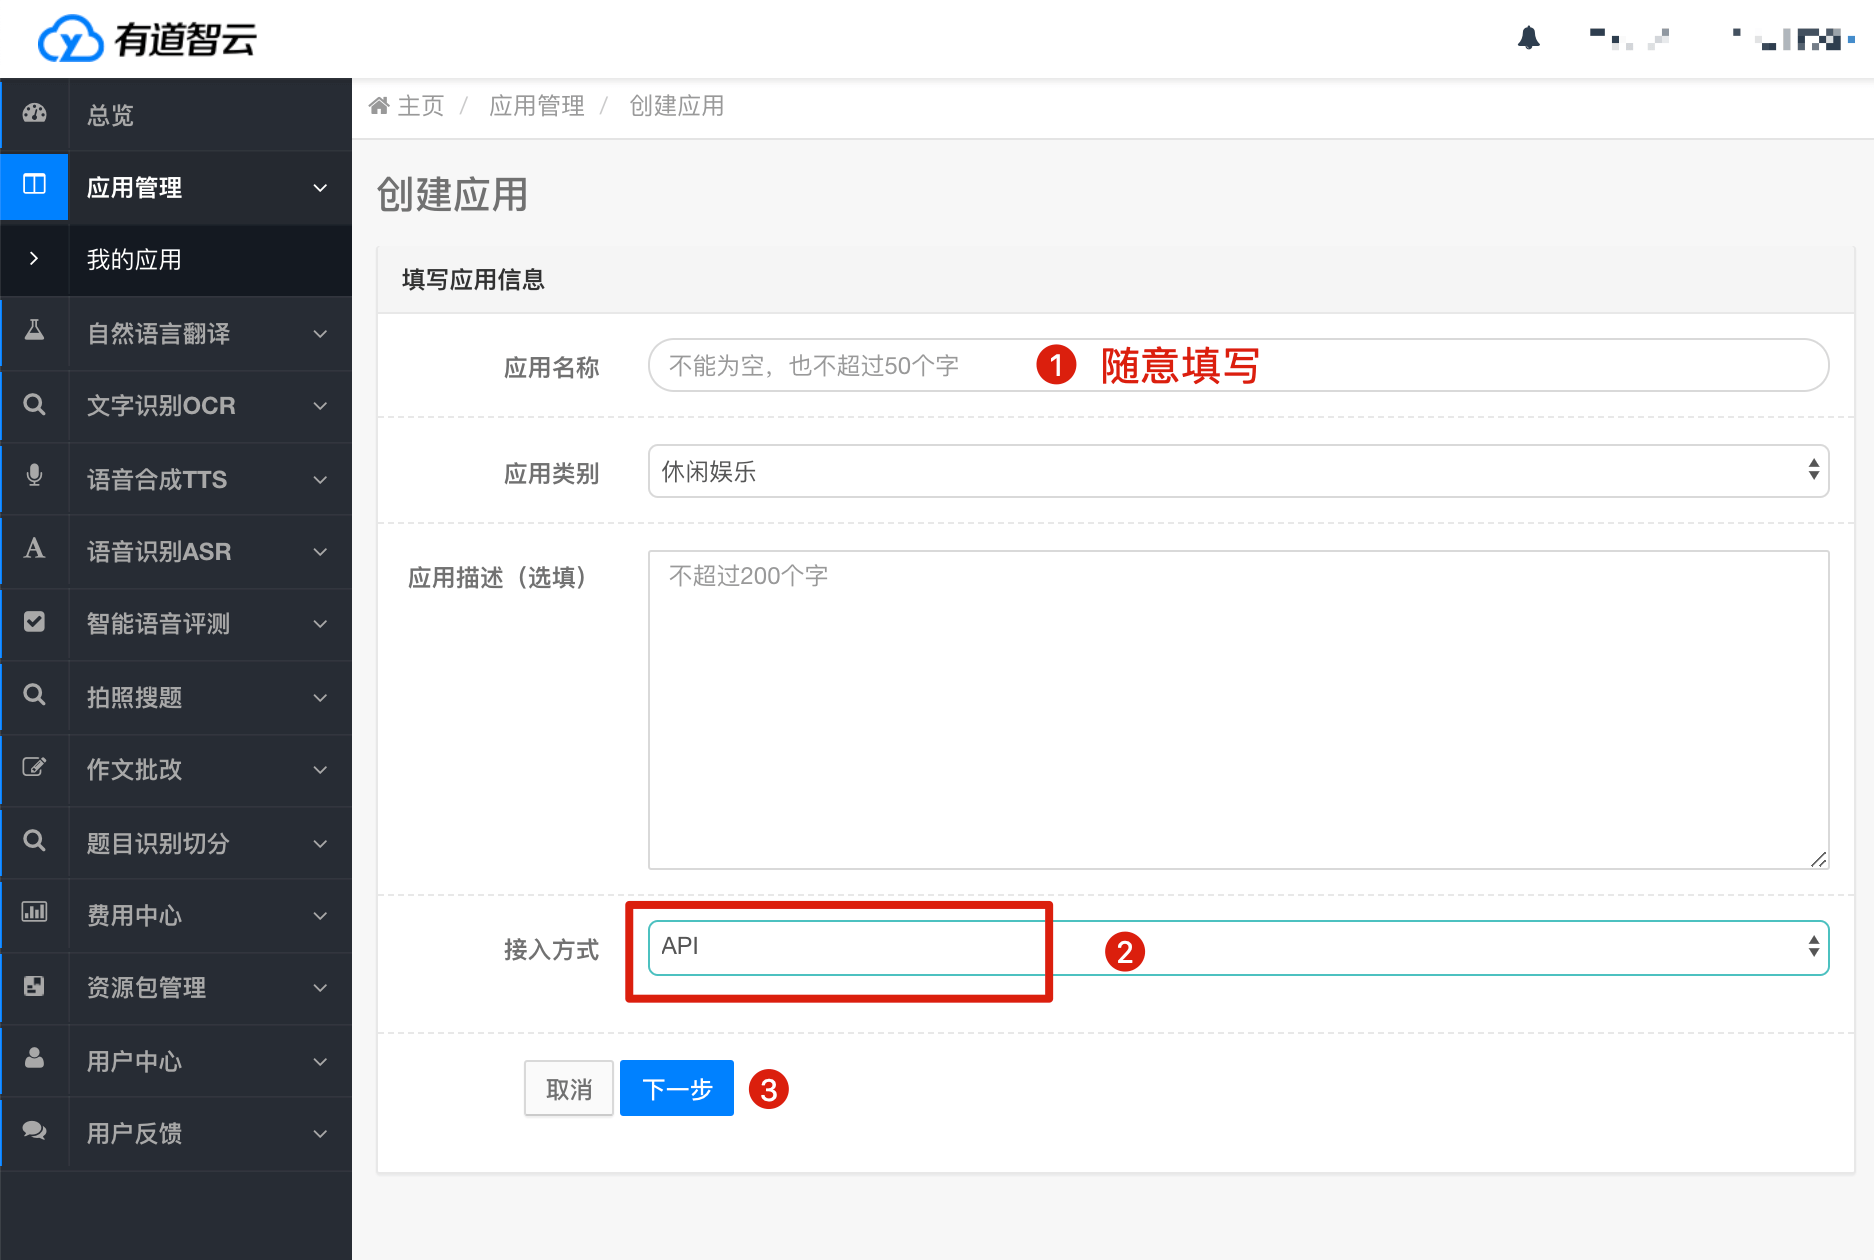 有道智云
总览
应用管理
我的应用
自然语言翻译
文字识别OCR
语音合成TTS
语音识别ASR
智能语音评测
拍照搜题
作文批改
题目识别切分
费用中心
资源包管理
用户中心
用户反馈
主页 / 应用管理 / 创建应用
创建应用
填写应用信息
应用名称 不能为空，也不超过50个字 1 随意填写
应用类别 休闲娱乐
应用描述（选填） 不超过200个字
接入方式 API 2
取消 下一步 3